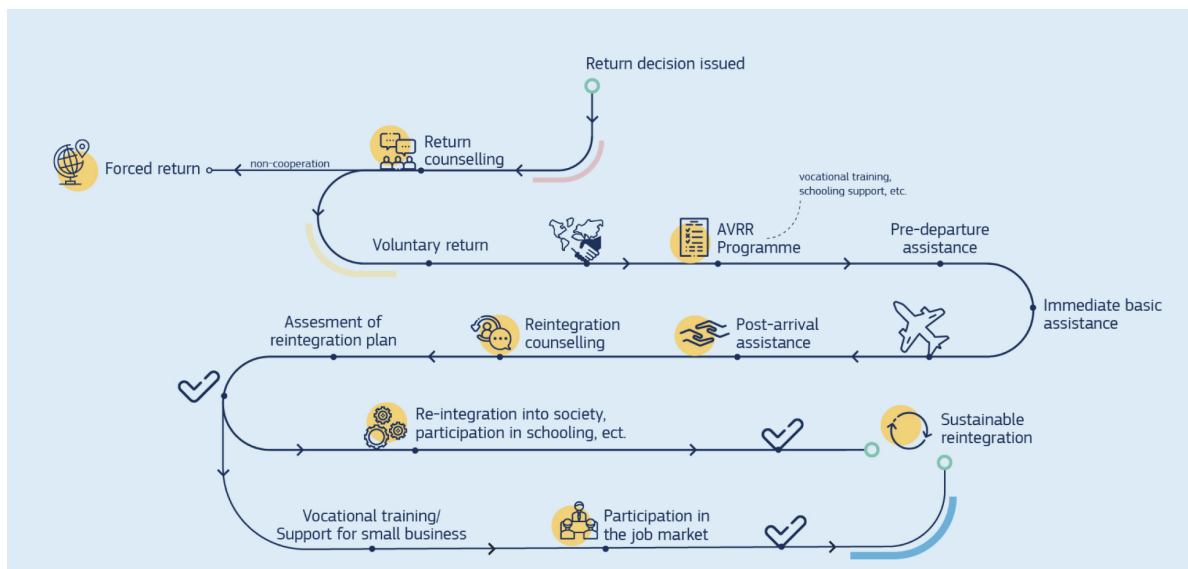 Return decision issued
Return
counselling
non-cooperation
Forced return
vocational training,
schooling support, etc.
Voluntary return
AVRR
Programme
Pre-departure
assistance
Immediate basic
assistance
Assesment of
reintegration plan
Reintegration
counselling
Post-arrival
assistance
Re-integration into society,
participation in schooling, ect.
Sustainable
reintegration
Vocational training/
Support for small business
Participation in
the job market